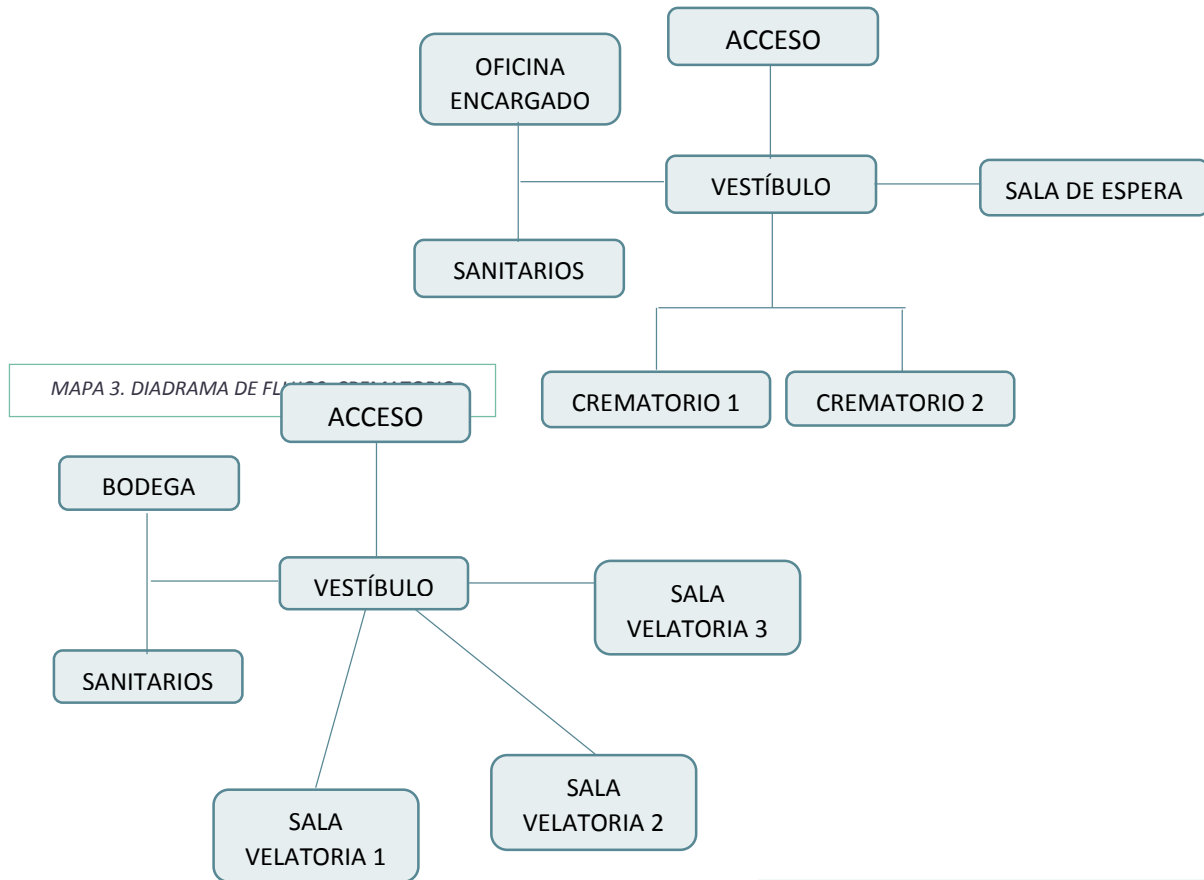 ACCESO
OFICINA
ENCARGADO
VESTÍBULO
SALA DE ESPERA
SANITARIOS
CREMATORIO 1
CREMATORIO 2
MAPA 3. DIADRAMA DE
ACCESO
BODEGA
VESTÍBULO
SALA
VELATORIA 3
SANITARIOS
SALA
VELATORIA 2
SALA
VELATORIA 1